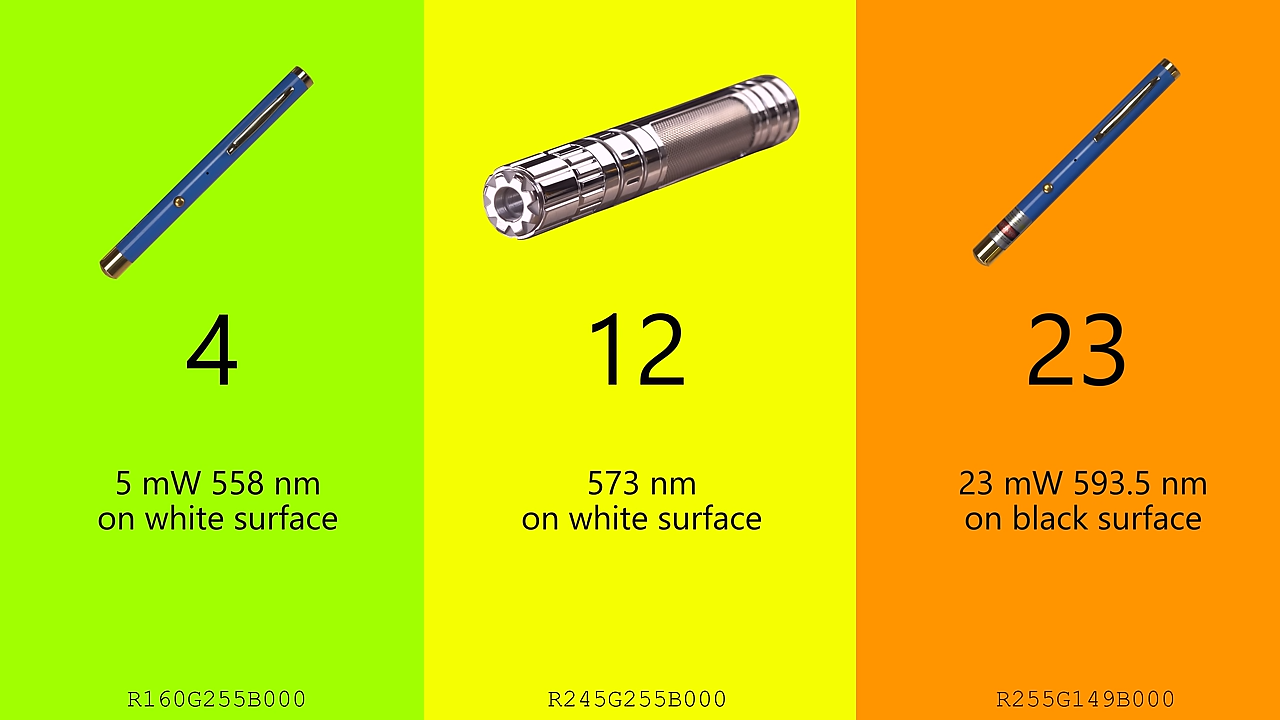 4
5 mW 558 nm
on white surface
R160G255B000
12
573 nm
on white surface
R245G255B000
23
23 mW 593.5 nm
on black surface
R255G149B000